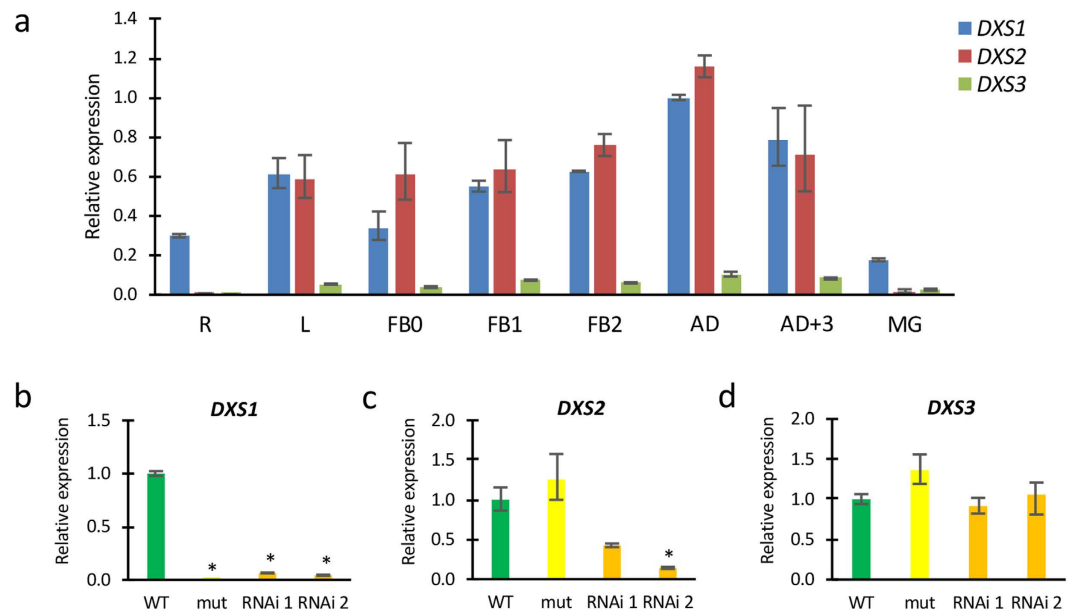 a
Relative expression
1.4
1.2
1.0
0.8
0.6
0.4
0.2
0.0
R L FB0 FB1 FB2 AD AD+3 MG
DXS1
DXS2
DXS3
b
DXS1
Relative expression
1.5
1.0
0.5
0.0
* * *
WT mut RNAi 1 RNAi 2
c
DXS2
Relative expression
2.0
1.5
1.0
0.5
0.0
*
WT mut RNAi 1 RNAi 2
d
DXS3
Relative expression
2.0
1.5
1.0
0.5
0.0
WT mut RNAi 1 RNAi 2